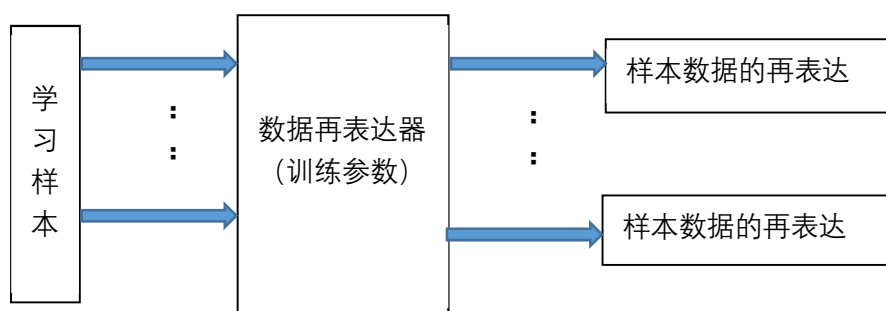 学习样本
数据再表达器
（训练参数）
样本数据的再表达
样本数据的再表达